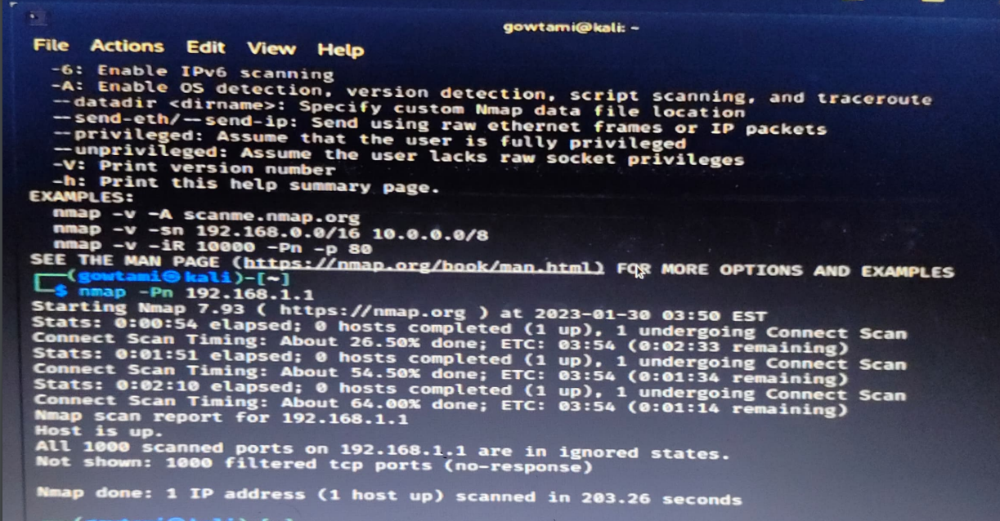 gowtami@kali: ~
File Actions Edit View Help
-6: Enable IPv6 scanning
-A: Enable OS detection, version detection, script scanning, and traceroute
--datadir <dirname>: Specify custom Nmap data file location
--send-eth/--send-ip: Send using raw ethernet frames or IP packets
--privileged: Assume that the user is fully privileged
--unprivileged: Assume the user lacks raw socket privileges
-V: Print version number
-h: Print this help summary page.
EXAMPLES:
nmap -v -A scanme.nmap.org
nmap -v -sn 192.168.0.0/16 10.0.0.0/8
nmap -v -iR 10000 -Pn -p 80
SEE THE MAN PAGE (https://nmap.org/book/man.html) FOR MORE OPTIONS AND EXAMPLES
┌──(gowtami㉿kali)-[~]
└─$ nmap -Pn 192.168.1.1
Starting Nmap 7.93 ( https://nmap.org ) at 2023-01-30 03:50 EST
Stats: 0:00:54 elapsed; 0 hosts completed (1 up), 1 undergoing Connect Scan
Connect Scan Timing: About 26.50% done; ETC: 03:54 (0:02:33 remaining)
Stats: 0:01:51 elapsed; 0 hosts completed (1 up), 1 undergoing Connect Scan
Connect Scan Timing: About 54.50% done; ETC: 03:54 (0:01:34 remaining)
Stats: 0:02:10 elapsed; 0 hosts completed (1 up), 1 undergoing Connect Scan
Connect Scan Timing: About 64.00% done; ETC: 03:54 (0:01:14 remaining)
Nmap scan report for 192.168.1.1
Host is up.
All 1000 scanned ports on 192.168.1.1 are in ignored states.
Not shown: 1000 filtered tcp ports (no-response)
Nmap done: 1 IP address (1 host up) scanned in 203.26 seconds